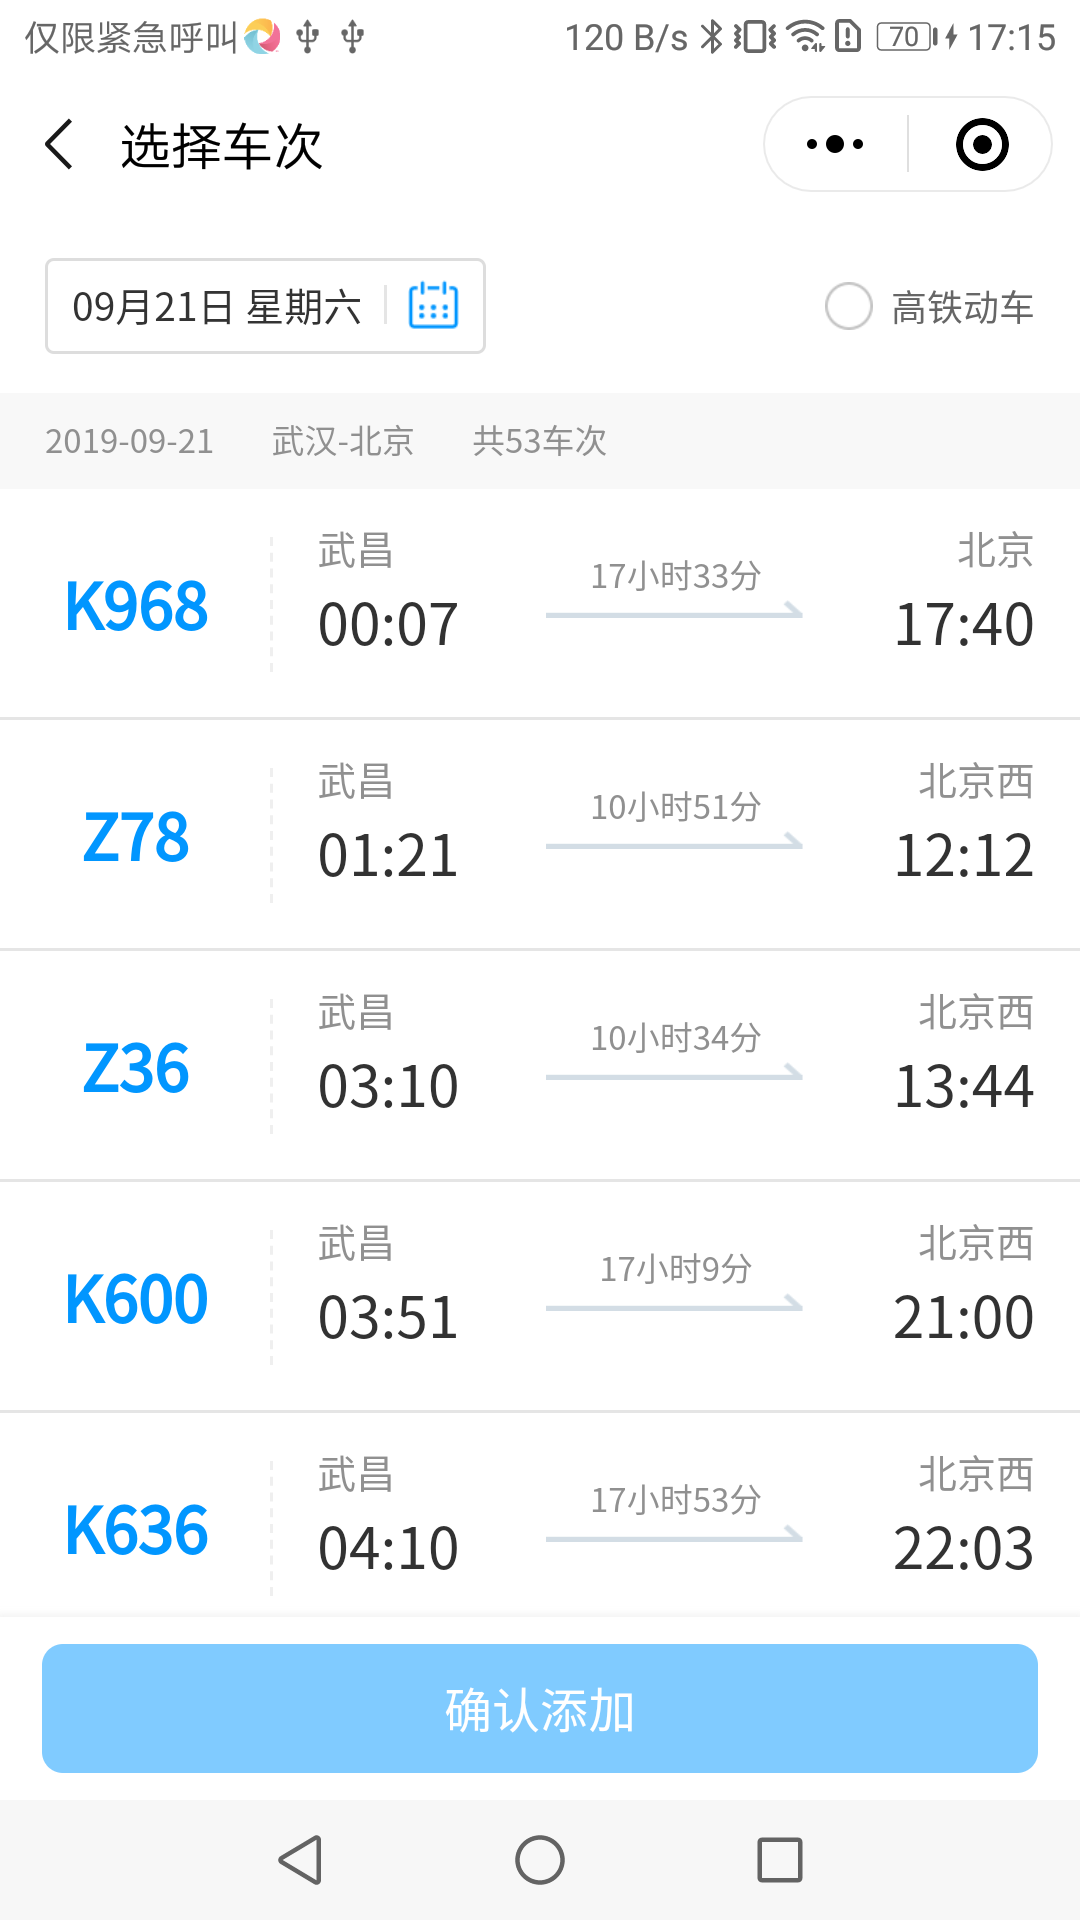 仅限紧急呼叫 120 B/s 70 17:15
选择车次
09月21日 星期六 高铁动车
2019-09-21 武汉-北京 共53车次
武昌 北京
K968 17小时33分
00:07 17:40
武昌 北京西
Z78 10小时51分
01:21 12:12
武昌 北京西
Z36 10小时34分
03:10 13:44
武昌 北京西
K600 17小时9分
03:51 21:00
武昌 北京西
K636 17小时53分
04:10 22:03
确认添加